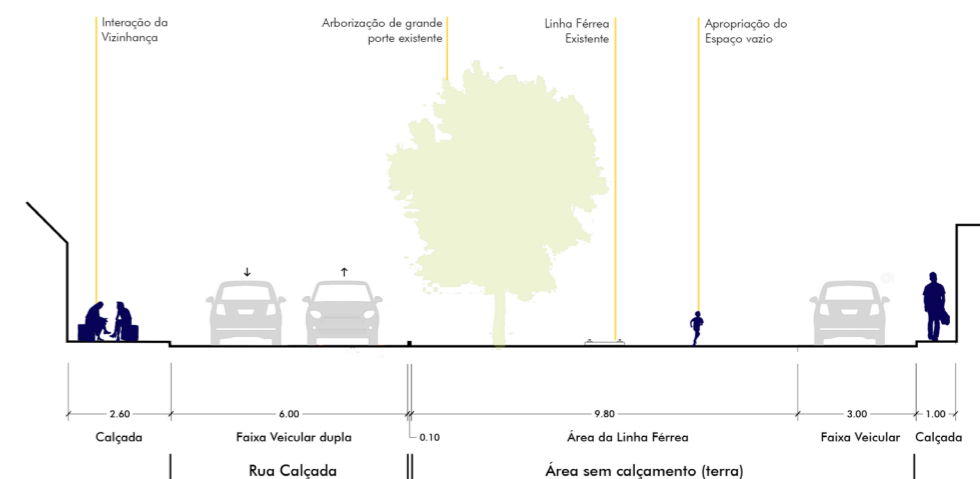 Interação da
Vizinhança
Arborização de grande
porte existente
Linha Férrea
Existente
Apropriação do
Espaço vazio
2.60
6.00
0.10
9.80
3.00
1.00
Calçada
Faixa Veicular dupla
Área da Linha Férrea
Faixa Veicular
Calçada
Rua Calçada
Área sem calçamento (terra)